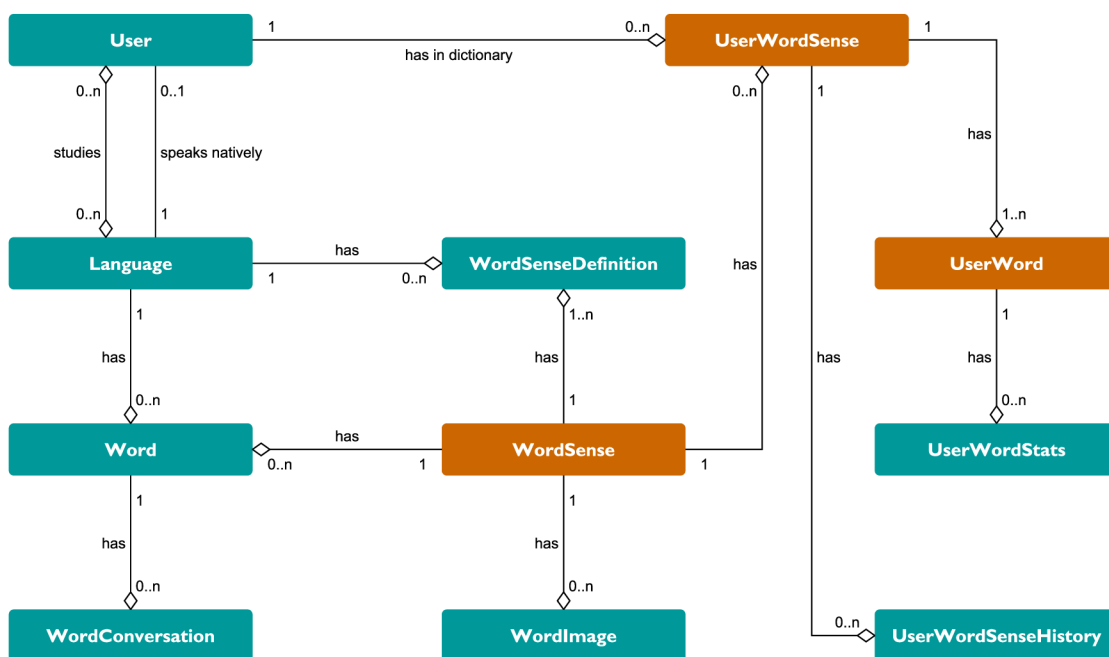 1
0..n
User
UserWordSense
1
has in dictionary
0..n
0..1
0..n
1
studies
speaks natively
has
0..n
1
1..n
Language
has
WordSenseDefinition
has
UserWord
1
0..n
1
1..n
1
has
has
has
has
0..n
1
0..n
Word
has
WordSense
UserWordStats
0..n
1
1
1
1
has
has
0..n
0..n
0..n
WordConversation
WordImage
UserWordSenseHistory